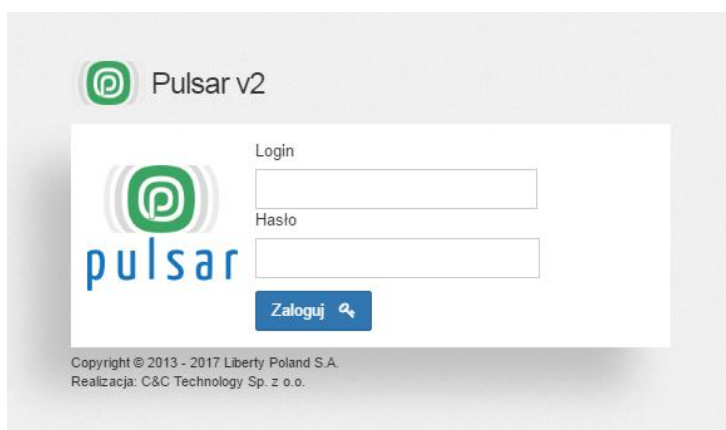 Pulsar v2
Login
pulsar
Hasło
Zaloguj
Copyright © 2013 - 2017 Liberty Poland S.A.
Realizacja: C&C Technology Sp. z o.o.